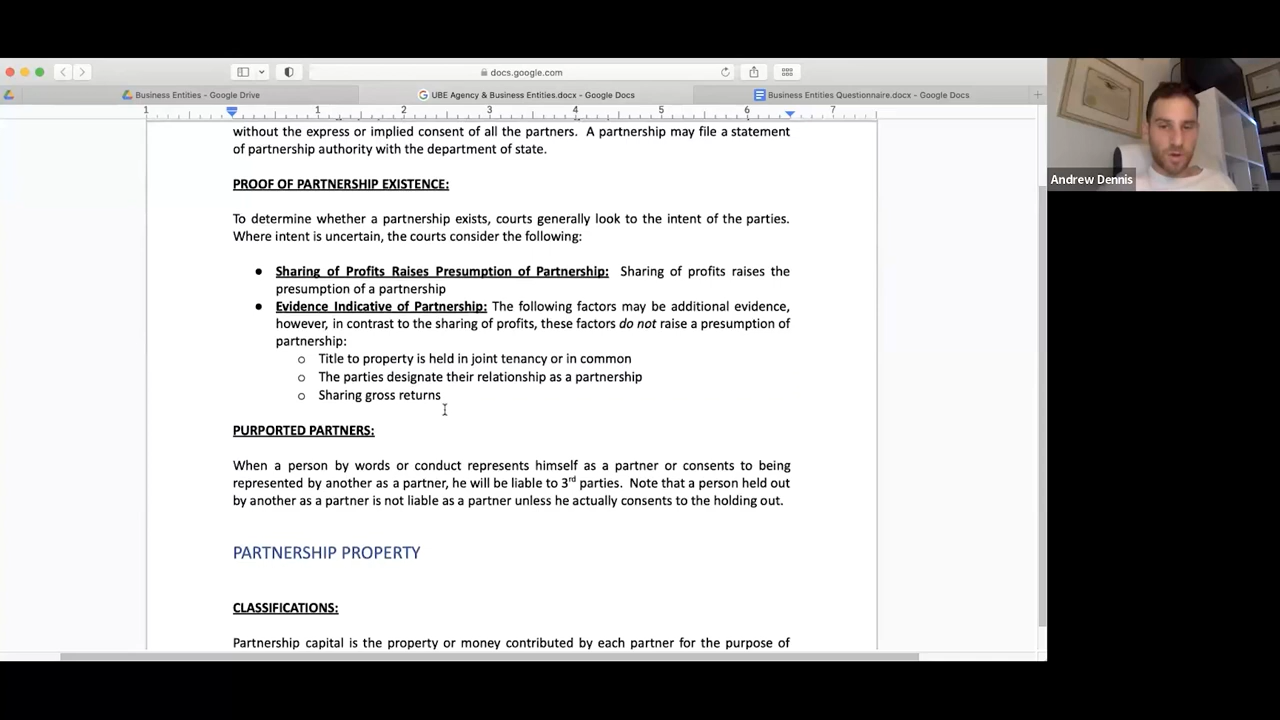 docs.google.com
Business Entities - Google Drive
UBE Agency & Business Entities.docx - Google Docs
Business Entities Questionnaire.docx - Google Docs
1 1 2 3 4 5 6 7
without the express or implied consent of all the partners. A partnership may file a statement
of partnership authority with the department of state.
PROOF OF PARTNERSHIP EXISTENCE:
To determine whether a partnership exists, courts generally look to the intent of the parties.
Where intent is uncertain, the courts consider the following:
● Sharing of Profits Raises Presumption of Partnership: Sharing of profits raises the
presumption of a partnership
● Evidence Indicative of Partnership: The following factors may be additional evidence,
however, in contrast to the sharing of profits, these factors do not raise a presumption of
partnership:
o Title to property is held in joint tenancy or in common
o The parties designate their relationship as a partnership
o Sharing gross returns
PURPORTED PARTNERS:
When a person by words or conduct represents himself as a partner or consents to being
represented by another as a partner, he will be liable to 3rd parties. Note that a person held out
by another as a partner is not liable as a partner unless he actually consents to the holding out.
PARTNERSHIP PROPERTY
CLASSIFICATIONS:
Partnership capital is the property or money contributed by each partner for the purpose of
Andrew Dennis